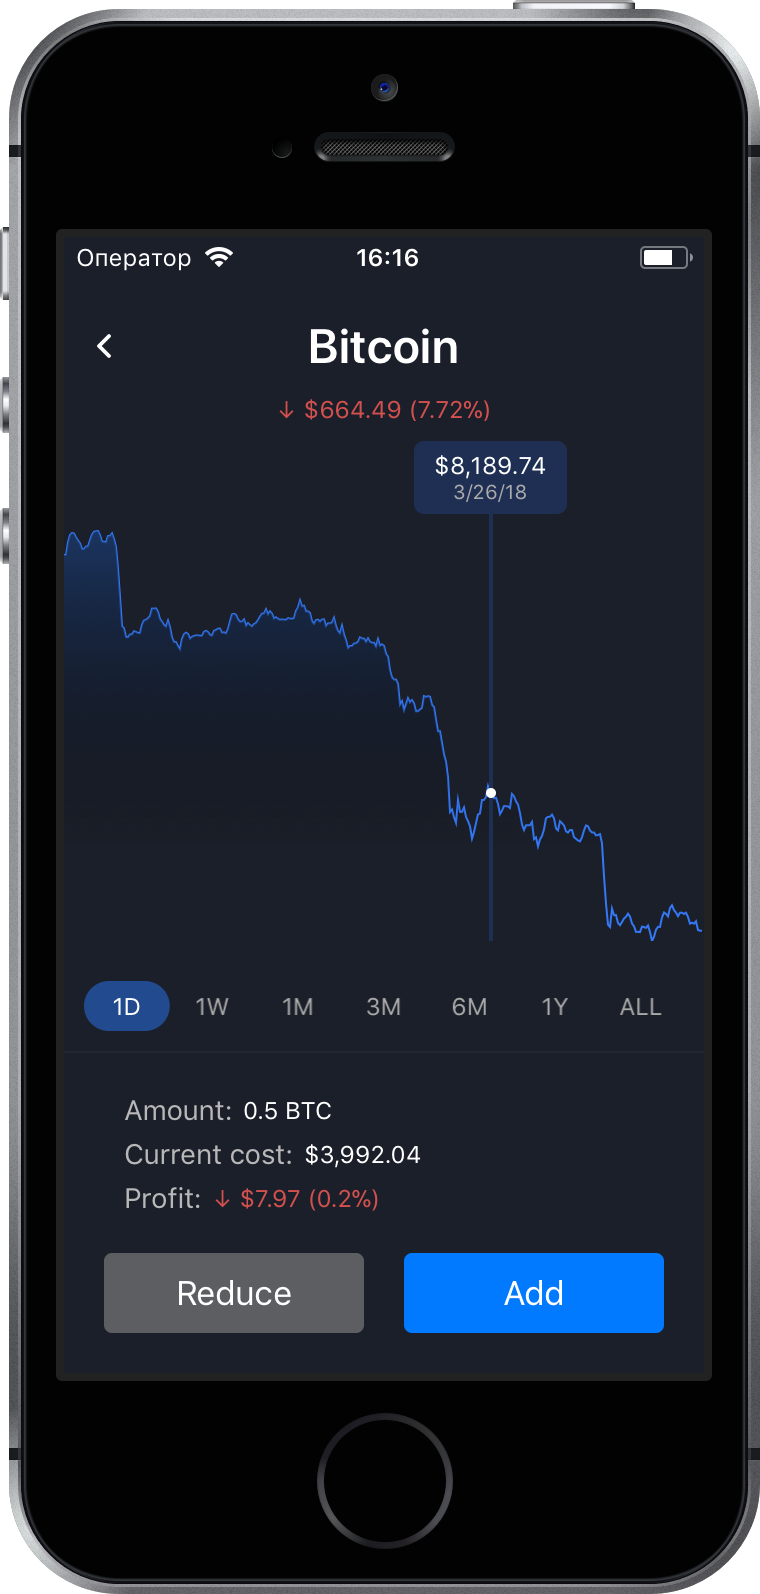 Оператор 16:16
Bitcoin
↓ $664.49 (7.72%)
$8,189.74
3/26/18
1D 1W 1M 3M 6M 1Y ALL
Amount: 0.5 BTC
Current cost: $3,992.04
Profit: ↓ $7.97 (0.2%)
Reduce Add